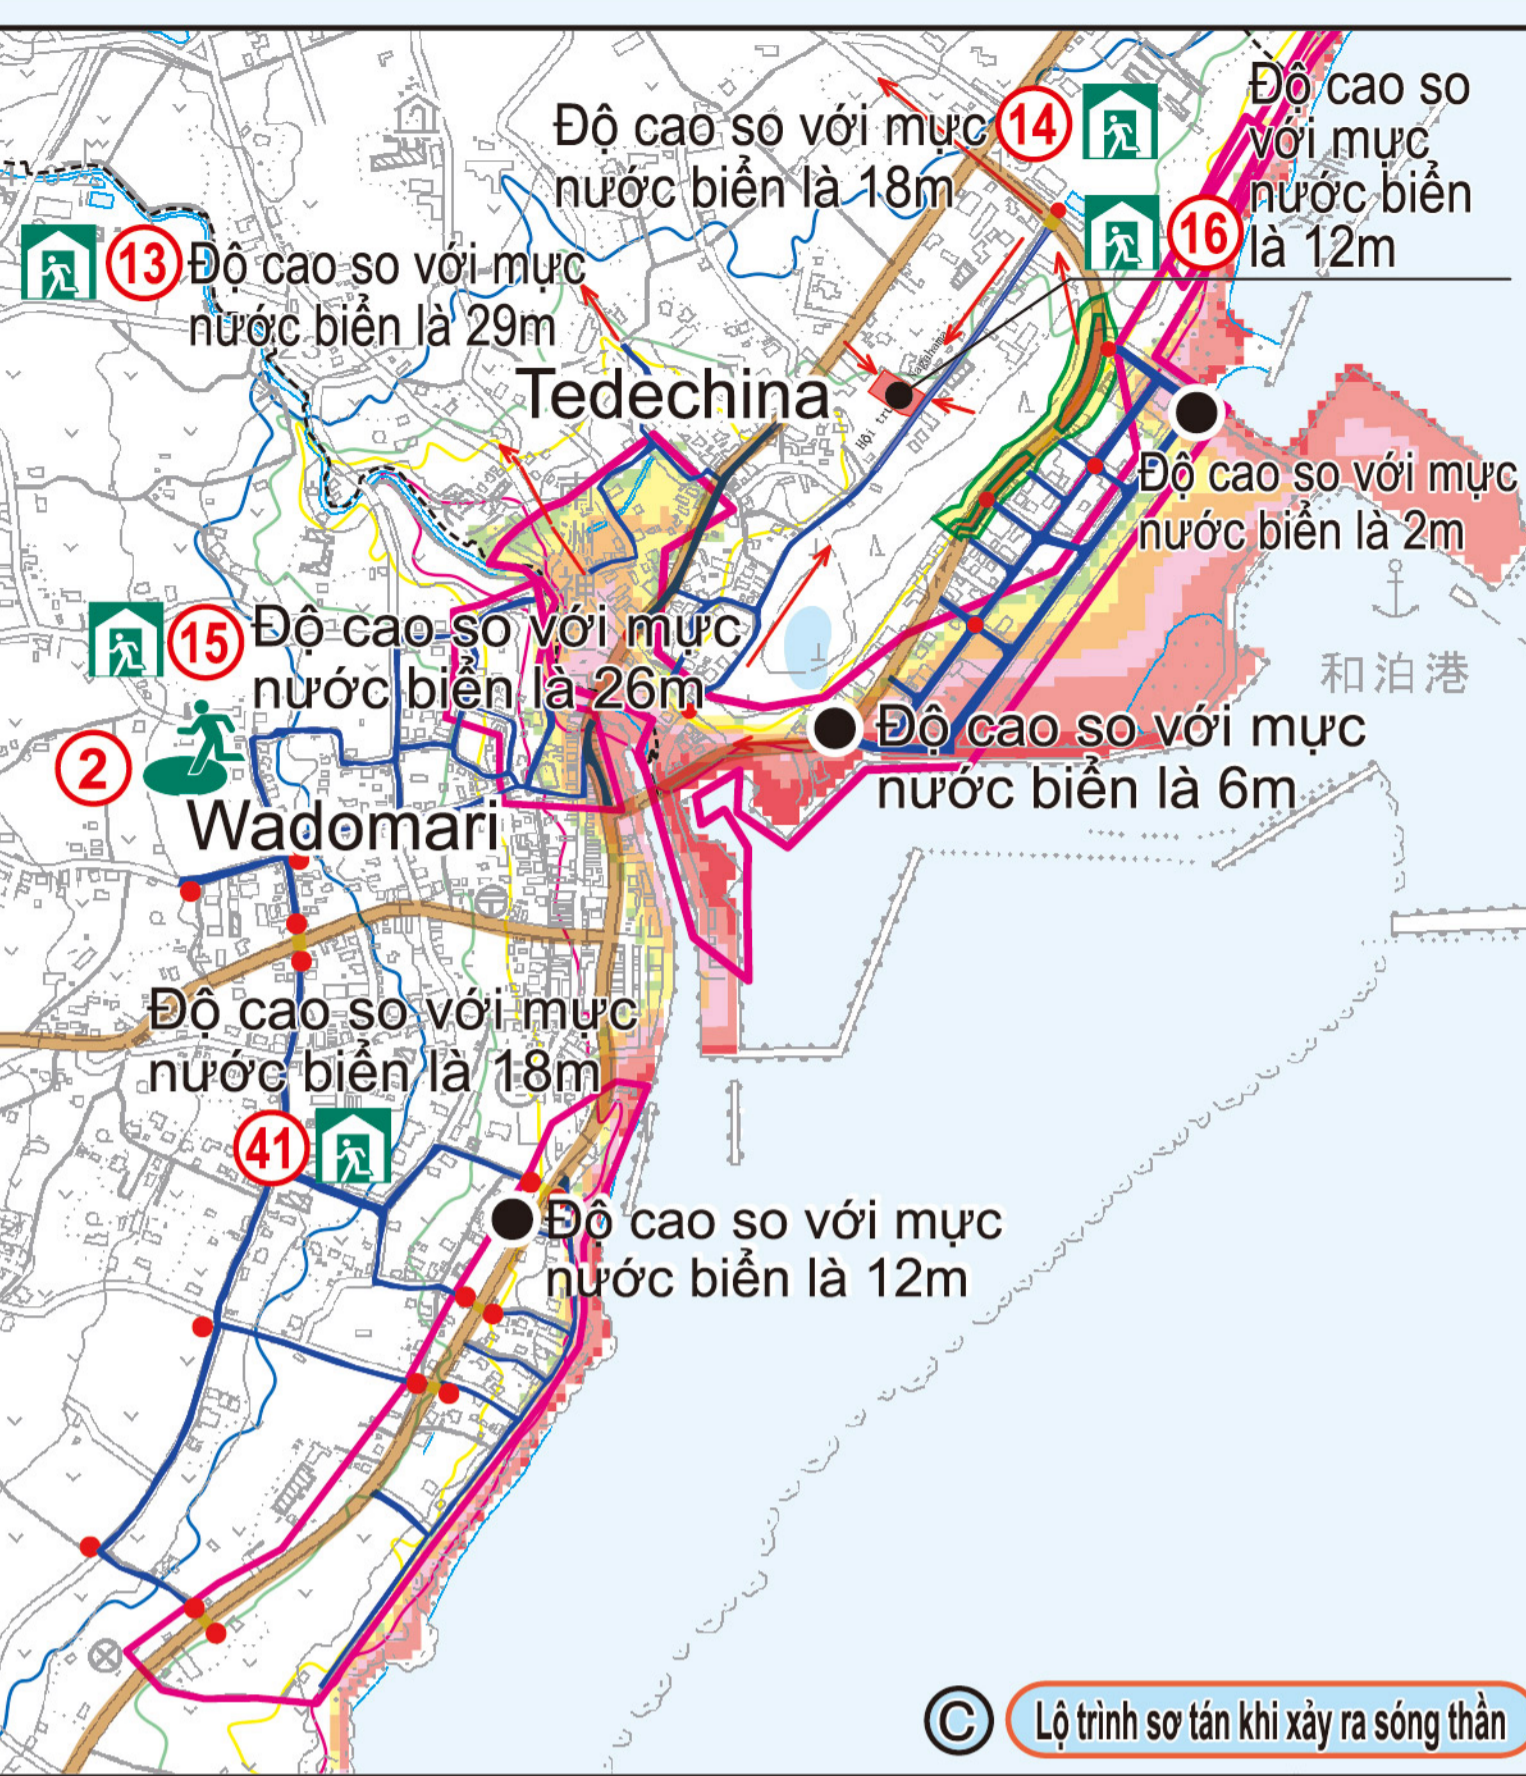 Độ cao so với mực
nước biển là 18m
14
Độ cao so
với mực
nước biển
là 12m
16
13
Độ cao so với mực
nước biển là 29m
Tedechina
Nagahama
Hội trư
Độ cao so với mực
nước biển là 2m
15
Độ cao so với mực
nước biển là 26m
和泊港
2
Wadomari
Độ cao so với mực
nước biển là 6m
Độ cao so với mực
nước biển là 18m
41
Độ cao so với mực
nước biển là 12m
C
Lộ trình sơ tán khi xảy ra sóng thần